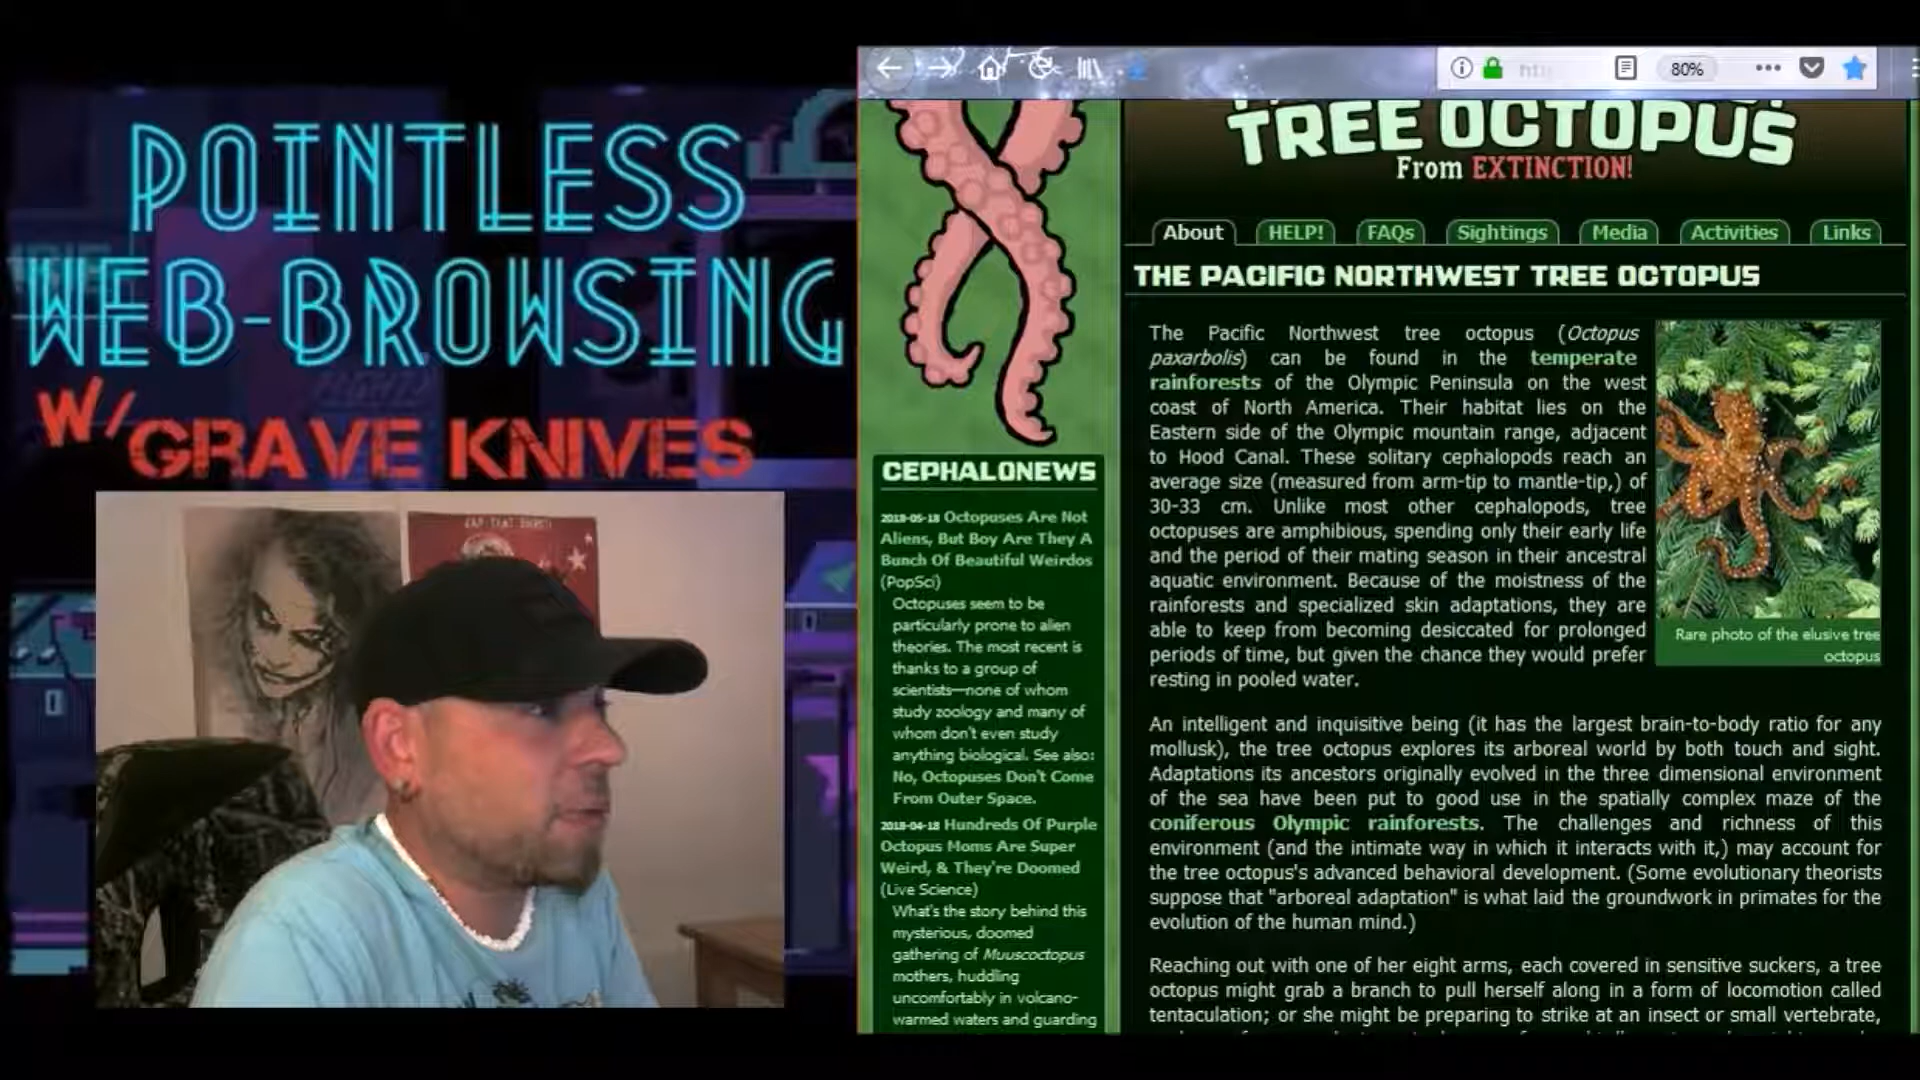 POINTLESS
WEB-BROWSING
W/ GRAVE KNIVES
80%
TREE OCTOPUS
From EXTINCTION!
About HELP! FAQs Sightings Media Activities Links
THE PACIFIC NORTHWEST TREE OCTOPUS
The Pacific Northwest tree octopus (Octopus
paxarbolis) can be found in the temperate
rainforests of the Olympic Peninsula on the west
coast of North America. Their habitat lies on the
Eastern side of the Olympic mountain range, adjacent
to Hood Canal. These solitary cephalopods reach an
average size (measured from arm-tip to mantle-tip,) of
30-33 cm. Unlike most other cephalopods, tree
octopuses are amphibious, spending only their early life
and the period of their mating season in their ancestral
aquatic environment. Because of the moistness of the
rainforests and specialized skin adaptations, they are
able to keep from becoming desiccated for prolonged
periods of time, but given the chance they would prefer
resting in pooled water.
Rare photo of the elusive tree
octopus
An intelligent and inquisitive being (it has the largest brain-to-body ratio for any
mollusk), the tree octopus explores its arboreal world by both touch and sight.
Adaptations its ancestors originally evolved in the three dimensional environment
of the sea have been put to good use in the spatially complex maze of the
coniferous Olympic rainforests. The challenges and richness of this
environment (and the intimate way in which it interacts with it,) may account for
the tree octopus's advanced behavioral development. (Some evolutionary theorists
suppose that "arboreal adaptation" is what laid the groundwork in primates for the
evolution of the human mind.)
Reaching out with one of her eight arms, each covered in sensitive suckers, a tree
octopus might grab a branch to pull herself along in a form of locomotion called
tentaculation; or she might be preparing to strike at an insect or small vertebrate,
CEPHALONEWS
2018-05-18 Octopuses Are Not
Aliens, But Boy Are They A
Bunch Of Beautiful Weirdos
(PopSci)
Octopuses seem to be
particularly prone to alien
theories. The most recent is
thanks to a group of
scientists—none of whom
study zoology and many of
whom don't even study
anything biological. See also:
No, Octopuses Don't Come
From Outer Space.
2018-04-18 Hundreds Of Purple
Octopus Moms Are Super
Weird, & They're Doomed
(Live Science)
What's the story behind this
mysterious, doomed
gathering of Muuscoctopus
mothers, huddling
uncomfortably in volcano-
warmed waters and guarding